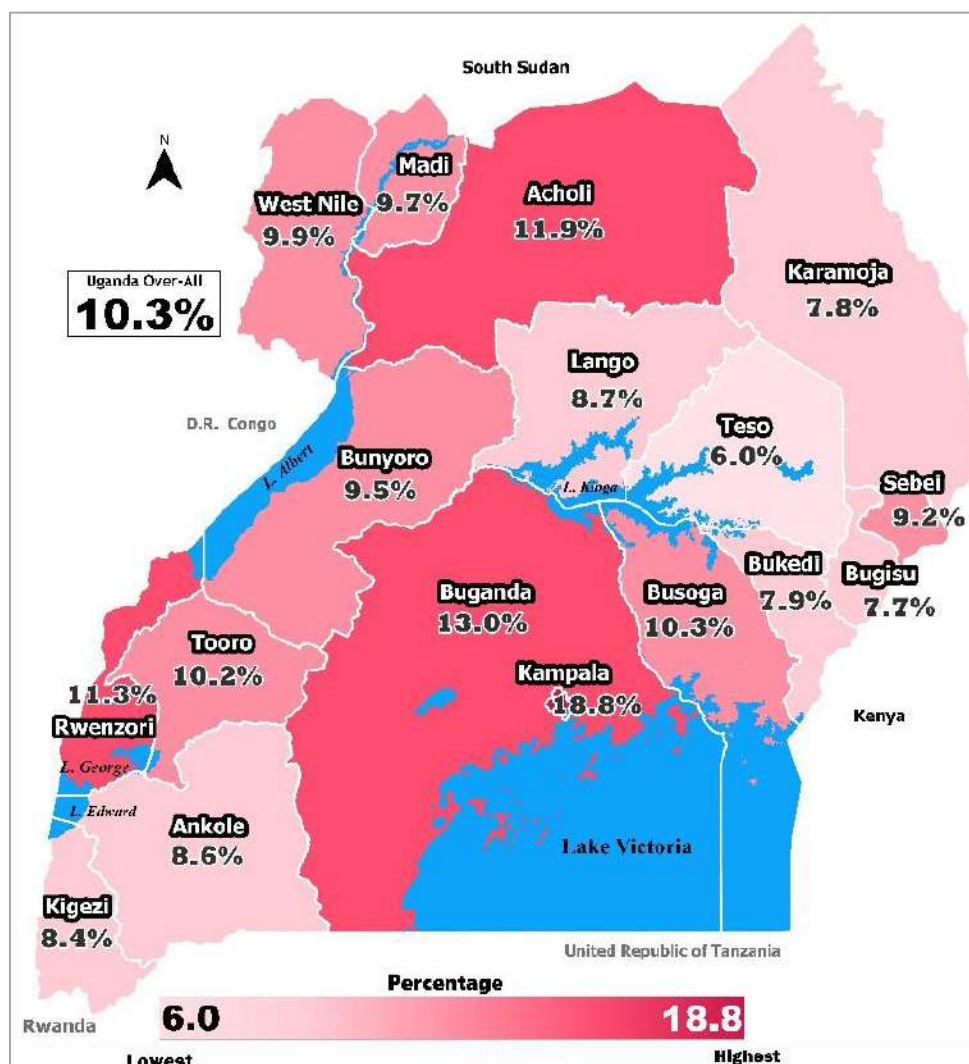 South Sudan
N
Madi
9.7%
West Nile
9.9%
Acholi
11.9%
Karamoja
7.8%
Uganda Over-All
10.3%
Lango
8.7%
D.R. Congo
Teso
6.0%
L. Albert
Bunyoro
9.5%
L. Kioga
Sebei
9.2%
Bukedi
7.9%
Bugisu
7.7%
Buganda
13.0%
Busoga
10.3%
Tooro
10.2%
Kampala
18.8%
11.3%
Rwenzori
Kenya
L. George
L. Edward
Ankole
8.6%
Lake Victoria
Kigezi
8.4%
United Republic of Tanzania
Percentage
6.0
18.8
Rwanda
Lowest
Highest